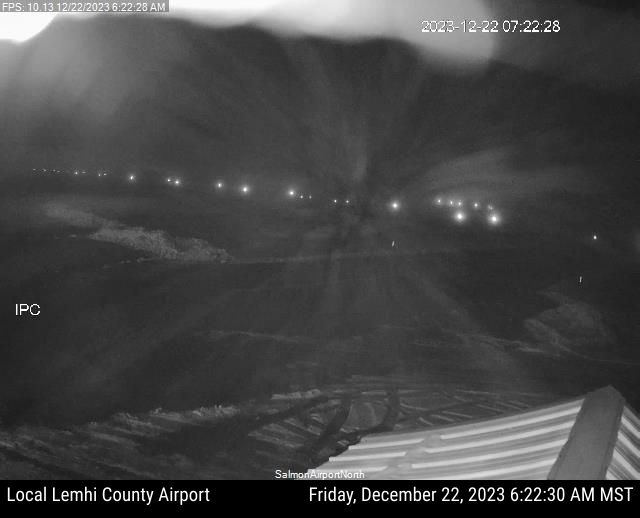 FPS: 10.13 12/22/2023 6:22:28 AM
2023-12-22 07:22:28
IPC
SalmonAirportNorth
Local Lemhi County Airport Friday, December 22, 2023 6:22:30 AM MST